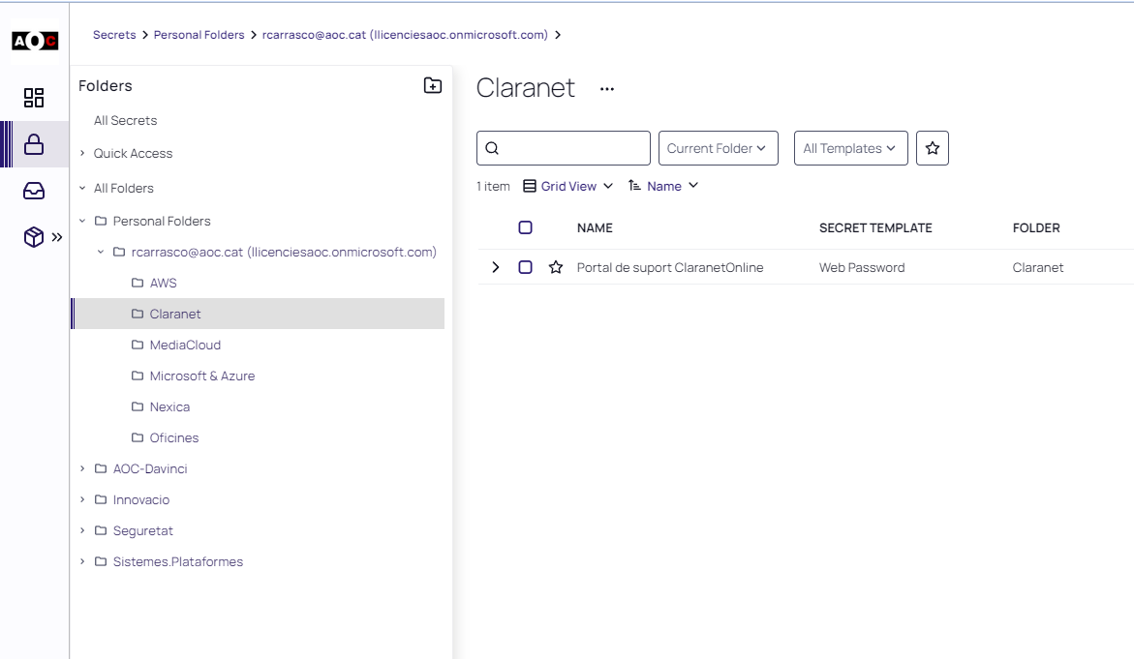 AOC
Secrets > Personal Folders > rcarrasco@aoc.cat (llicenciesaoc.onmicrosoft.com) >
Folders
All Secrets
Quick Access
All Folders
Personal Folders
rcarrasco@aoc.cat (llicenciesaoc.onmicrosoft.com)
AWS
Claranet
MediaCloud
Microsoft & Azure
Nexica
Oficines
AOC-Davinci
Innovacio
Seguretat
Sistemes.Plataformes
Claranet ...
Current Folder All Templates
1 item Grid View Name
NAME SECRET TEMPLATE FOLDER
Portal de suport ClaranetOnline Web Password Claranet